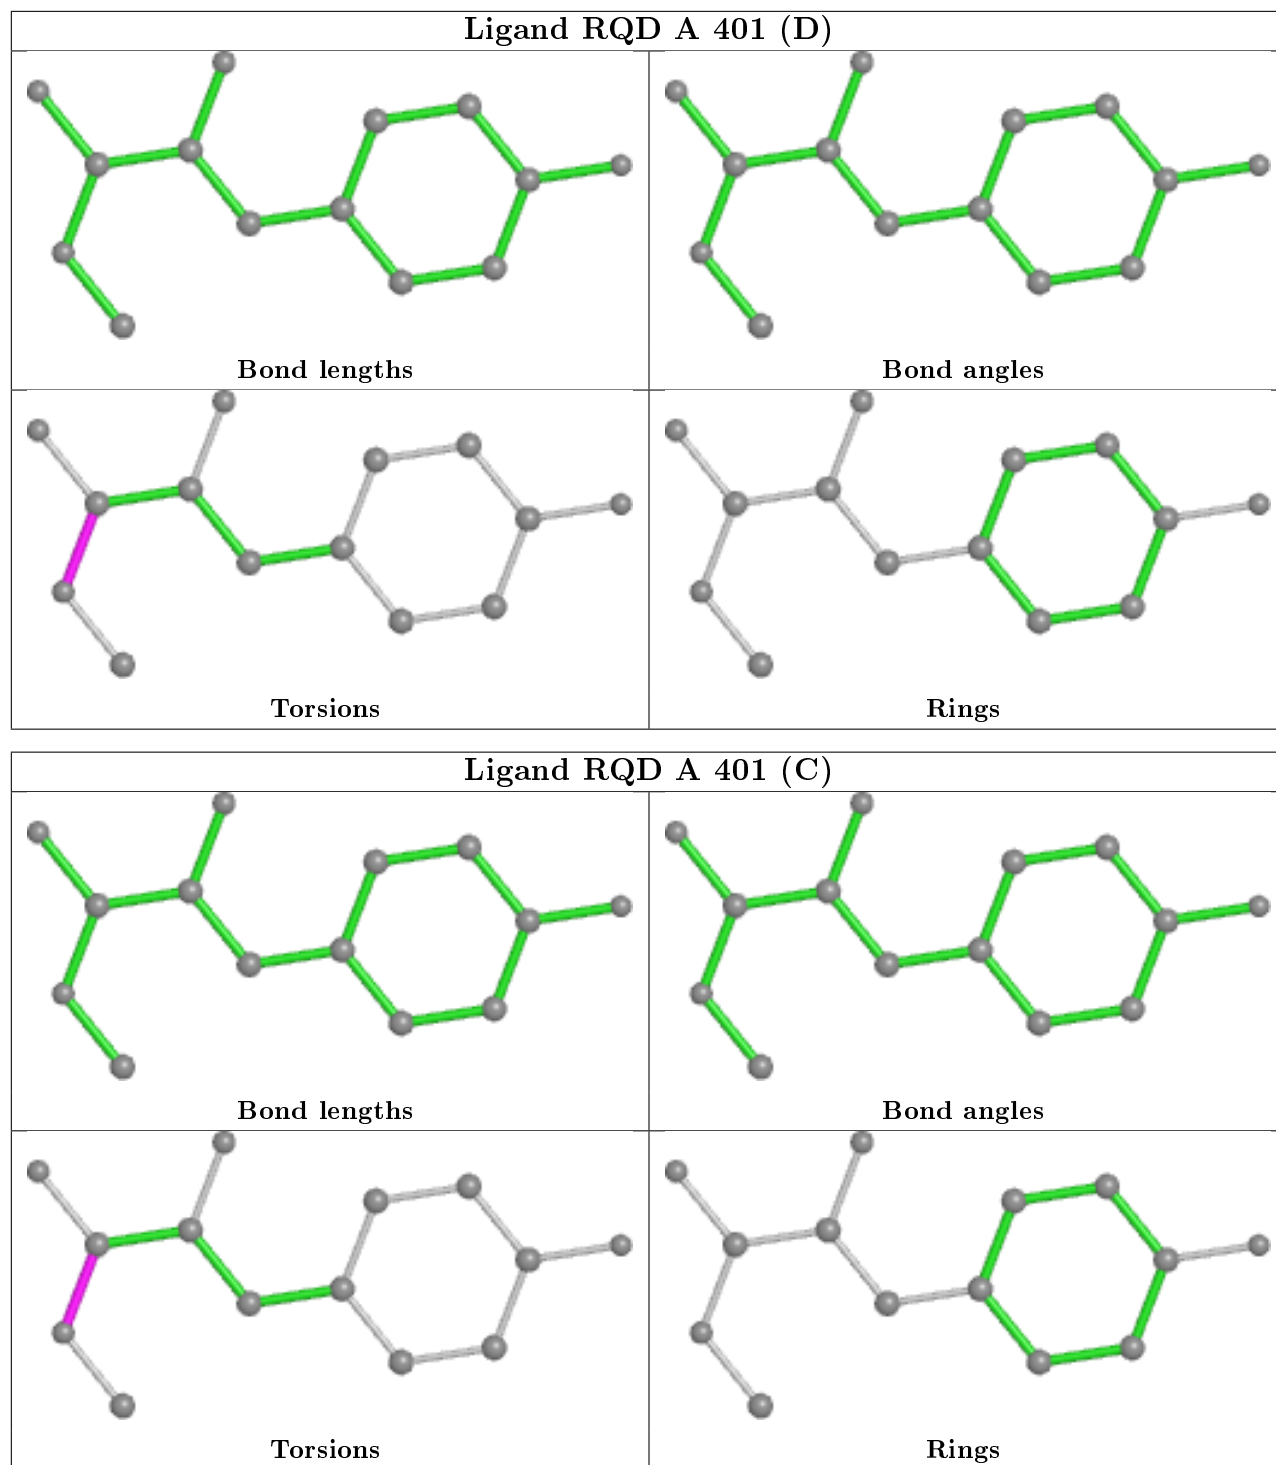 Ligand RQD A 401 (D)
Bond lengths
Bond angles
Torsions
Rings
Ligand RQD A 401 (C)
Bond lengths
Bond angles
Torsions
Rings